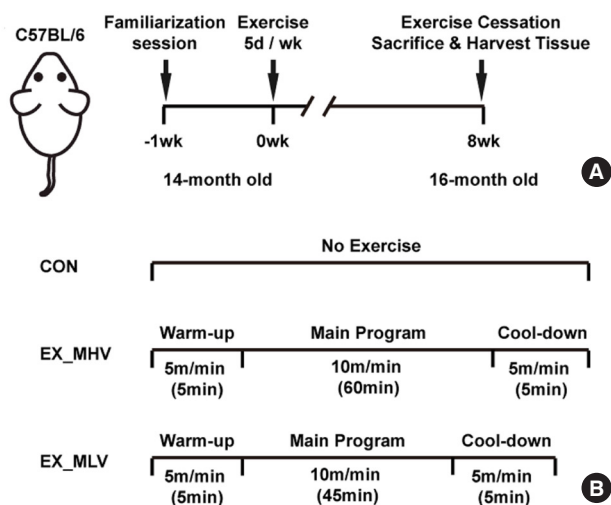 C57BL/6
Familiarization session
Exercise 5d / wk
Exercise Cessation
Sacrifice & Harvest Tissue
-1wk
0wk
8wk
14-month old
16-month old
A
No Exercise
CON
Warm-up
Main Program
Cool-down
EX_MHV
5m/min
10m/min
5m/min
(5min)
(60min)
(5min)
Warm-up
Main Program
Cool-down
EX_MLV
5m/min
10m/min
5m/min
(5min)
(45min)
(5min)
B